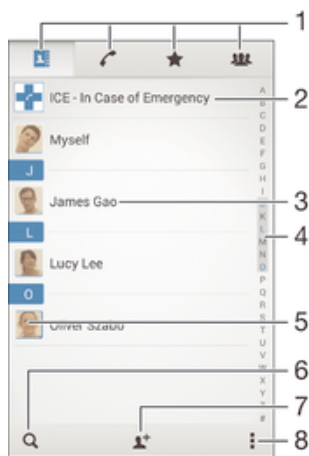 1
ICE - In Case of Emergency
2
Myself
J
James Gao
3
L
4
Lucy Lee
O
5
Oliver Szabo
6
7
8
A
B
C
D
E
F
G
H
I
K
L
M
N
O
P
Q
R
S
T
U
V
W
X
Y
#